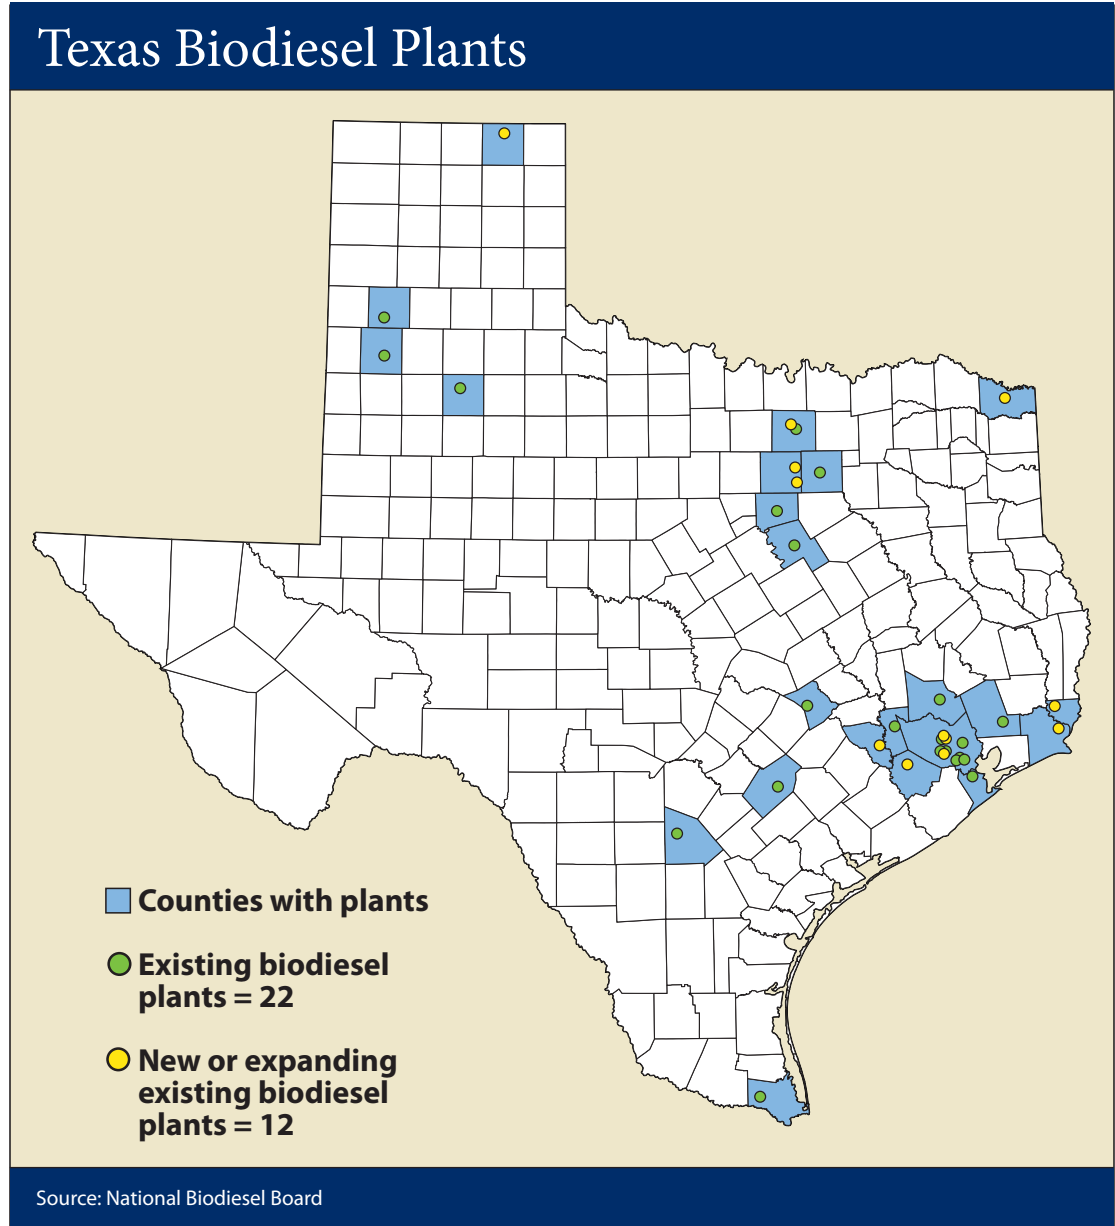 Texas Biodiesel Plants
Counties with plants
Existing biodiesel
plants = 22
New or expanding
existing biodiesel
plants = 12
Source: National Biodiesel Board